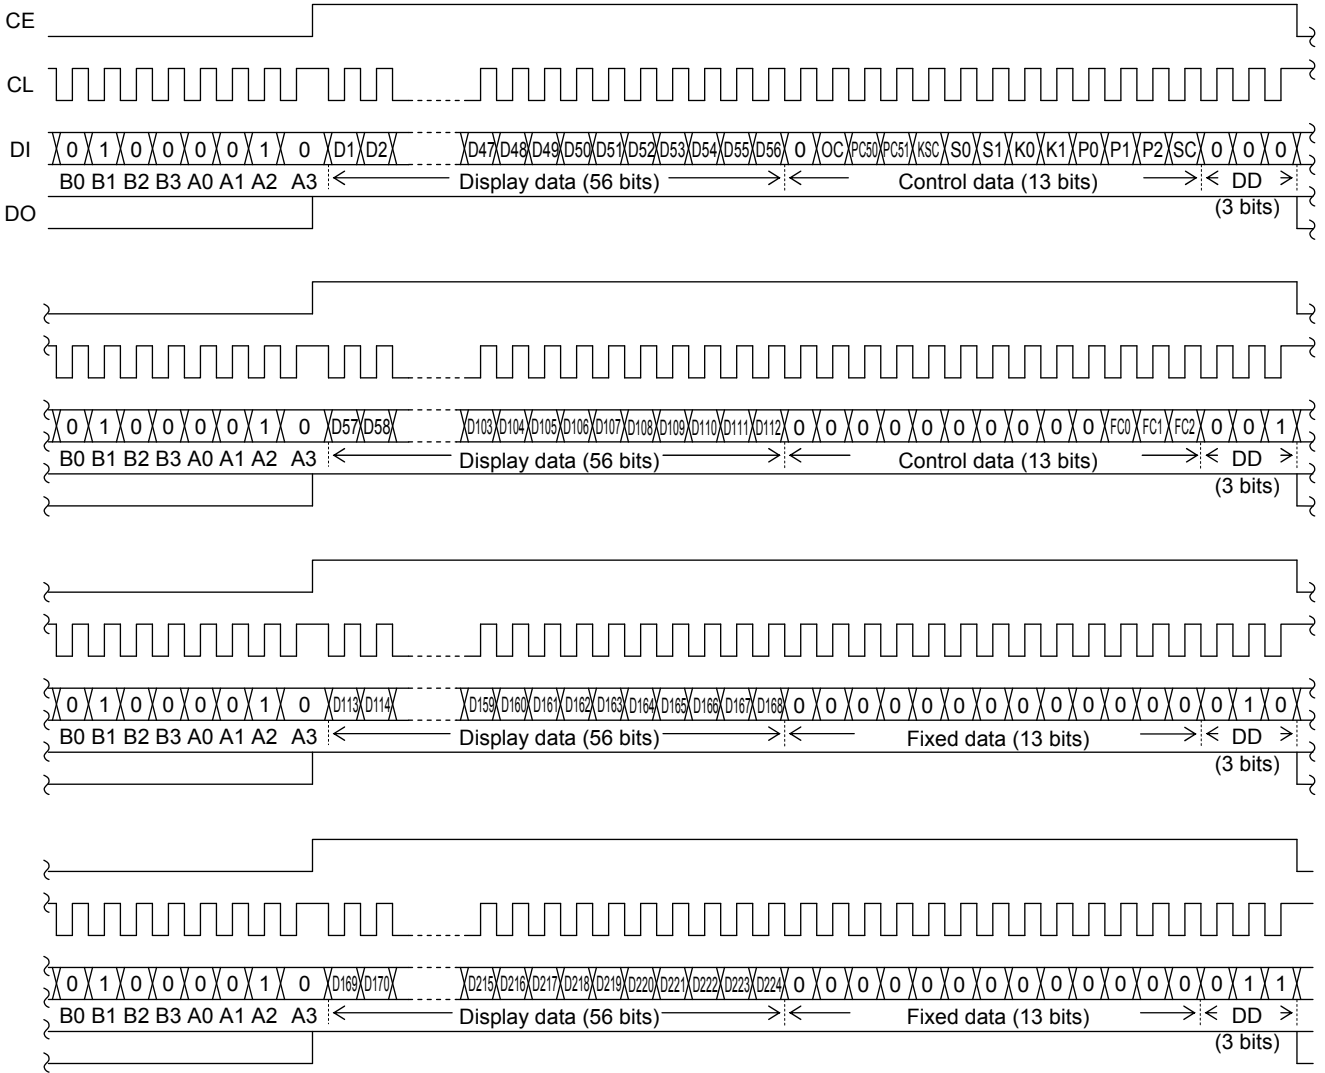 CE
CL
DI 0 1 0 0 0 0 1 0 D1 D2 D47 D48 D49 D50 D51 D52 D53 D54 D55 D56 0 OC PC50 PC51 KSC S0 S1 K0 K1 P0 P1 P2 SC 0 0 0
B0 B1 B2 B3 A0 A1 A2 A3 Display data (56 bits) Control data (13 bits) DD
DO (3 bits)
0 1 0 0 0 0 1 0 D57 D58 D103 D104 D105 D106 D107 D108 D109 D110 D111 D112 0 0 0 0 0 0 0 0 0 0 FC0 FC1 FC2 0 0 1
B0 B1 B2 B3 A0 A1 A2 A3 Display data (56 bits) Control data (13 bits) DD
(3 bits)
0 1 0 0 0 0 1 0 D113 D114 D159 D160 D161 D162 D163 D164 D165 D166 D167 D168 0 0 0 0 0 0 0 0 0 0 0 0 0 0 1 0
B0 B1 B2 B3 A0 A1 A2 A3 Display data (56 bits) Fixed data (13 bits) DD
(3 bits)
0 1 0 0 0 0 1 0 D169 D170 D215 D216 D217 D218 D219 D220 D221 D222 D223 D224 0 0 0 0 0 0 0 0 0 0 0 0 0 0 1 1
B0 B1 B2 B3 A0 A1 A2 A3 Display data (56 bits) Fixed data (13 bits) DD
(3 bits)